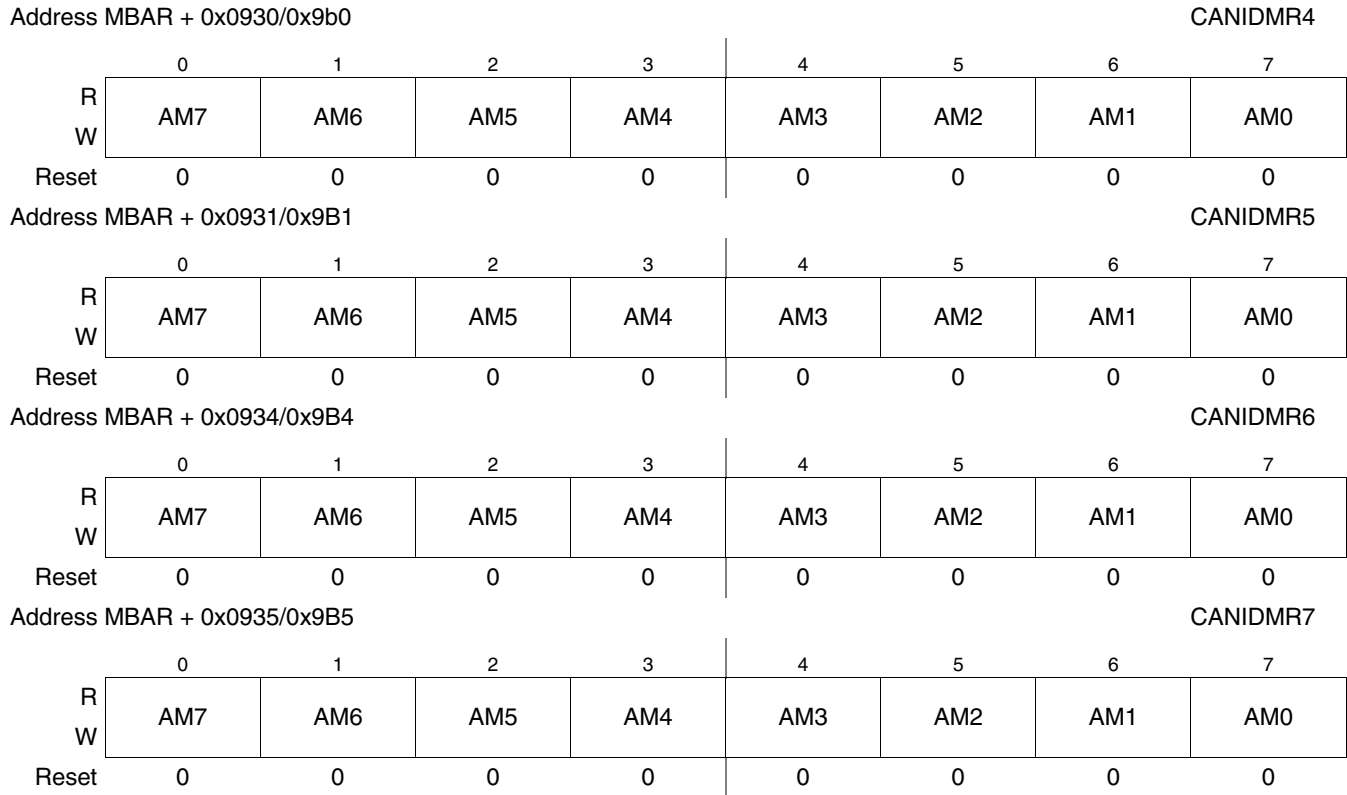 Address MBAR + 0x0930/0x9b0 CANIDMR4
0 1 2 3 4 5 6 7
R
AM7 AM6 AM5 AM4 AM3 AM2 AM1 AM0
W
Reset 0 0 0 0 0 0 0 0
Address MBAR + 0x0931/0x9B1 CANIDMR5
0 1 2 3 4 5 6 7
R
AM7 AM6 AM5 AM4 AM3 AM2 AM1 AM0
W
Reset 0 0 0 0 0 0 0 0
Address MBAR + 0x0934/0x9B4 CANIDMR6
0 1 2 3 4 5 6 7
R
AM7 AM6 AM5 AM4 AM3 AM2 AM1 AM0
W
Reset 0 0 0 0 0 0 0 0
Address MBAR + 0x0935/0x9B5 CANIDMR7
0 1 2 3 4 5 6 7
R
AM7 AM6 AM5 AM4 AM3 AM2 AM1 AM0
W
Reset 0 0 0 0 0 0 0 0